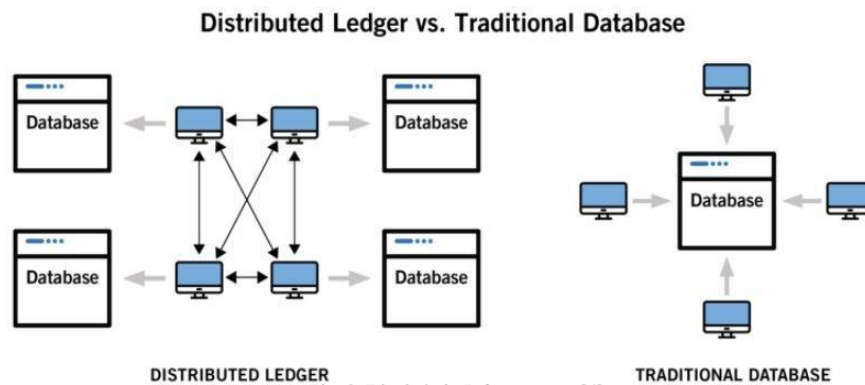 Distributed Ledger vs. Traditional Database
Database
Database
Database
Database
Database
DISTRIBUTED LEDGER
TRADITIONAL DATABASE